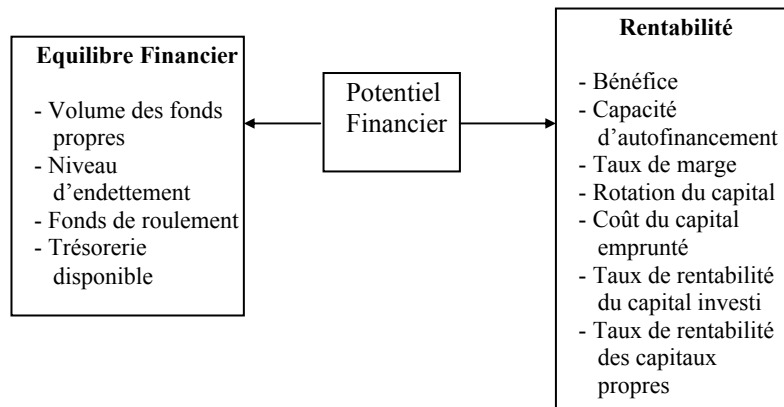 Equilibre Financier
- Volume des fonds
propres
- Niveau
d'endettement
- Fonds de roulement
- Trésorerie
disponible
Potentiel
Financier
Rentabilité
- Bénéfice
- Capacité
d'autofinancement
- Taux de marge
- Rotation du capital
- Coût du capital
emprunté
- Taux de rentabilité
du capital investi
- Taux de rentabilité
des capitaux
propres